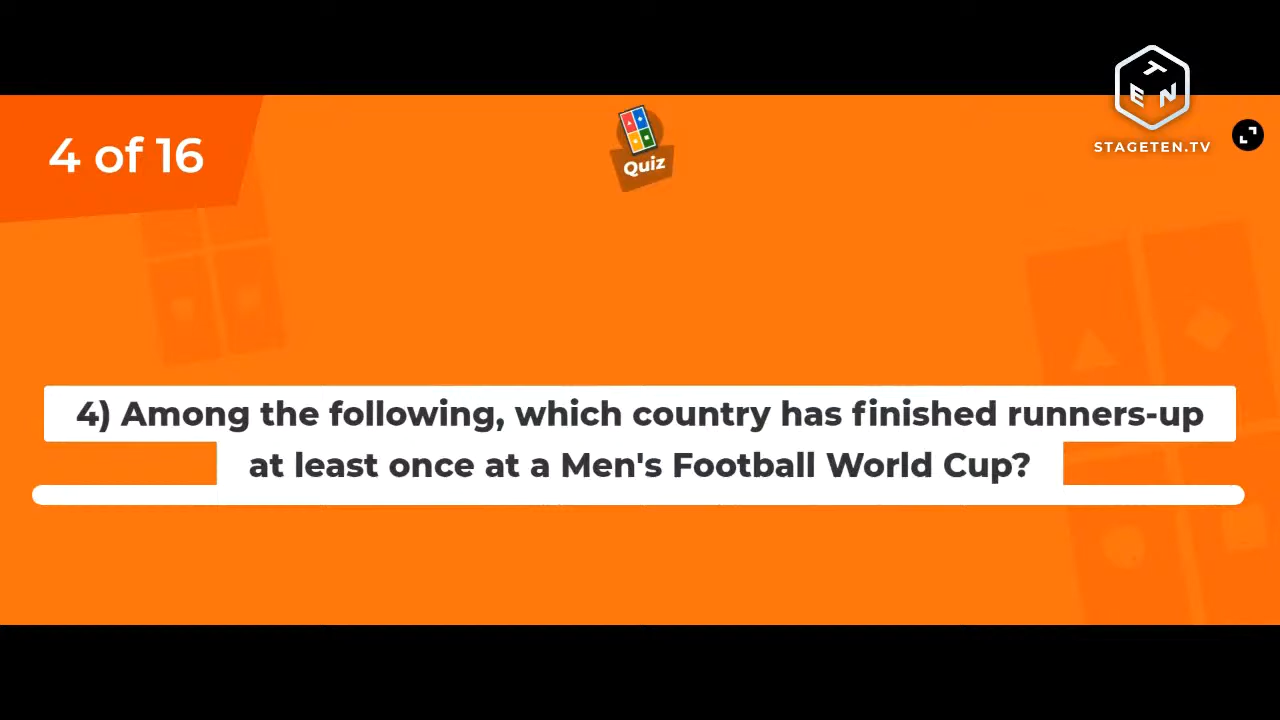 TEN
STAGETEN.TV
4 of 16
Quiz
4) Among the following, which country has finished runners-up
at least once at a Men's Football World Cup?